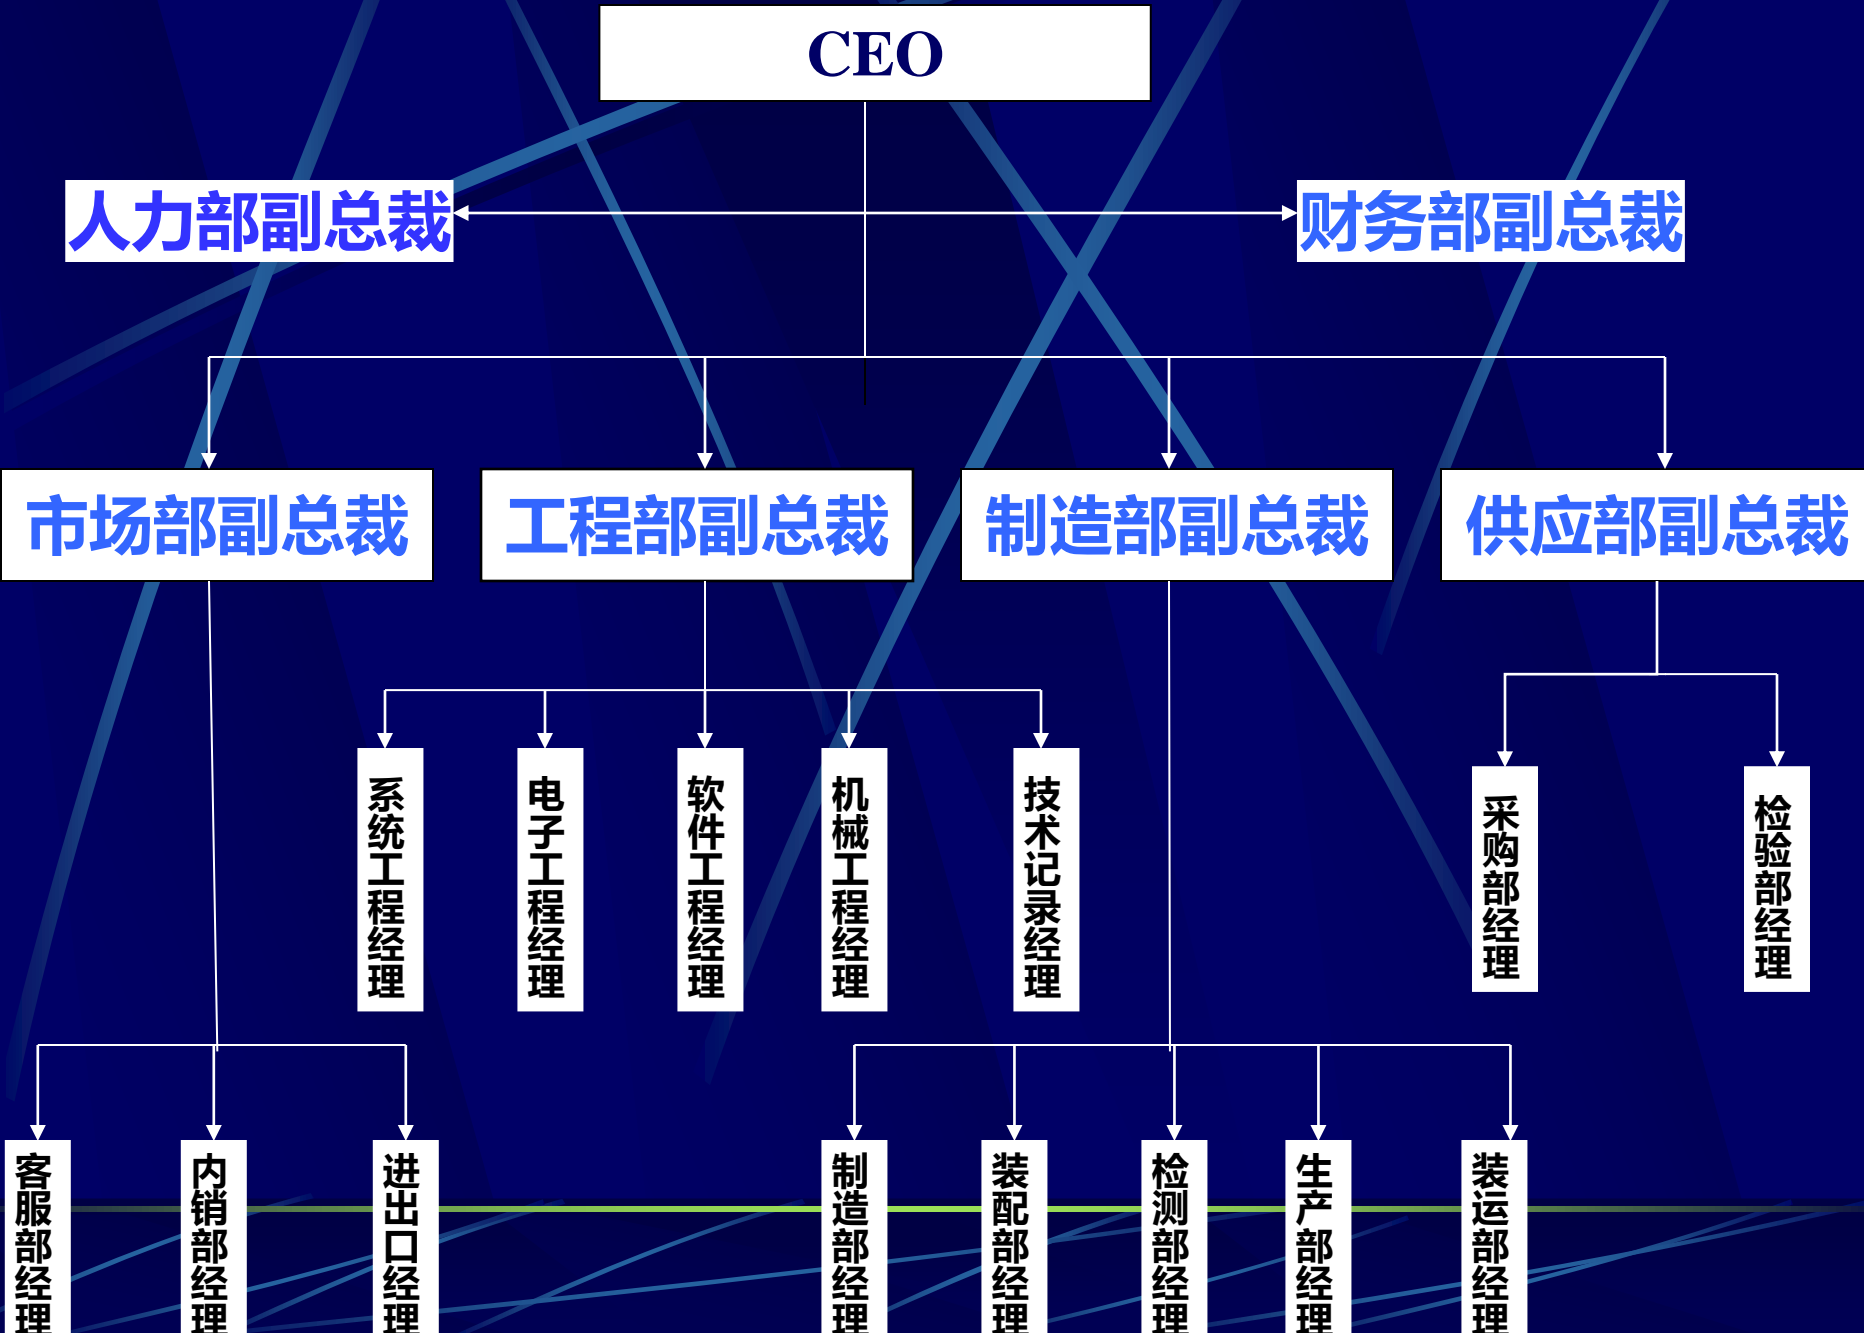 CEO
人力部副总裁
财务部副总裁
市场部副总裁
工程部副总裁
制造部副总裁
供应部副总裁
系统工程经理
电子工程经理
软件工程经理
机械工程经理
技术记录经理
采购部经理
检验部经理
客服部经理
内销部经理
进出口经理
制造部经理
装配部经理
检测部经理
生产部经理
装运部经理